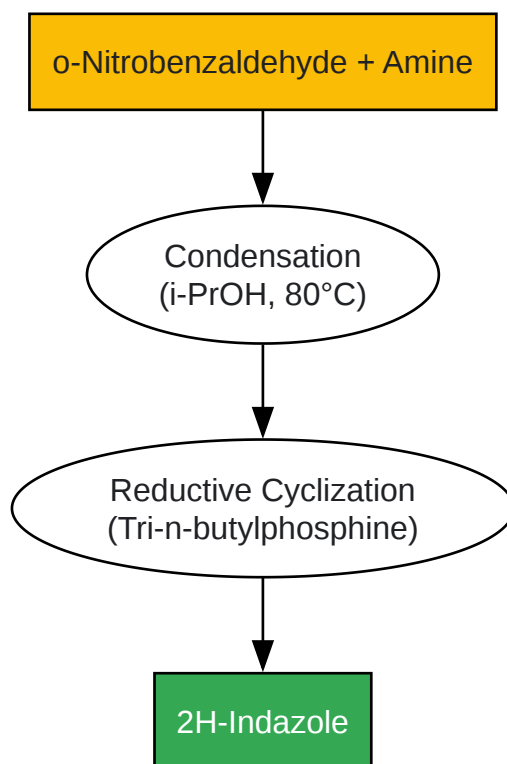 o-Nitrobenzaldehyde + Amine
Condensation
(i-PrOH, 80°C)
Reductive Cyclization
(Tri-n-butylphosphine)
2H-Indazole